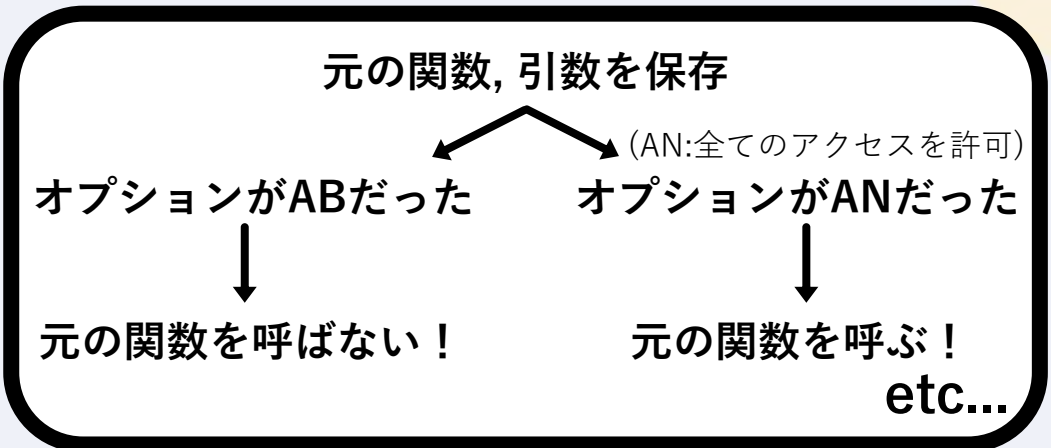 元の関数, 引数を保存
(AN:全てのアクセスを許可)
オプションがABだった
オプションがANだった
元の関数を呼ばない！
元の関数を呼ぶ！
etc...